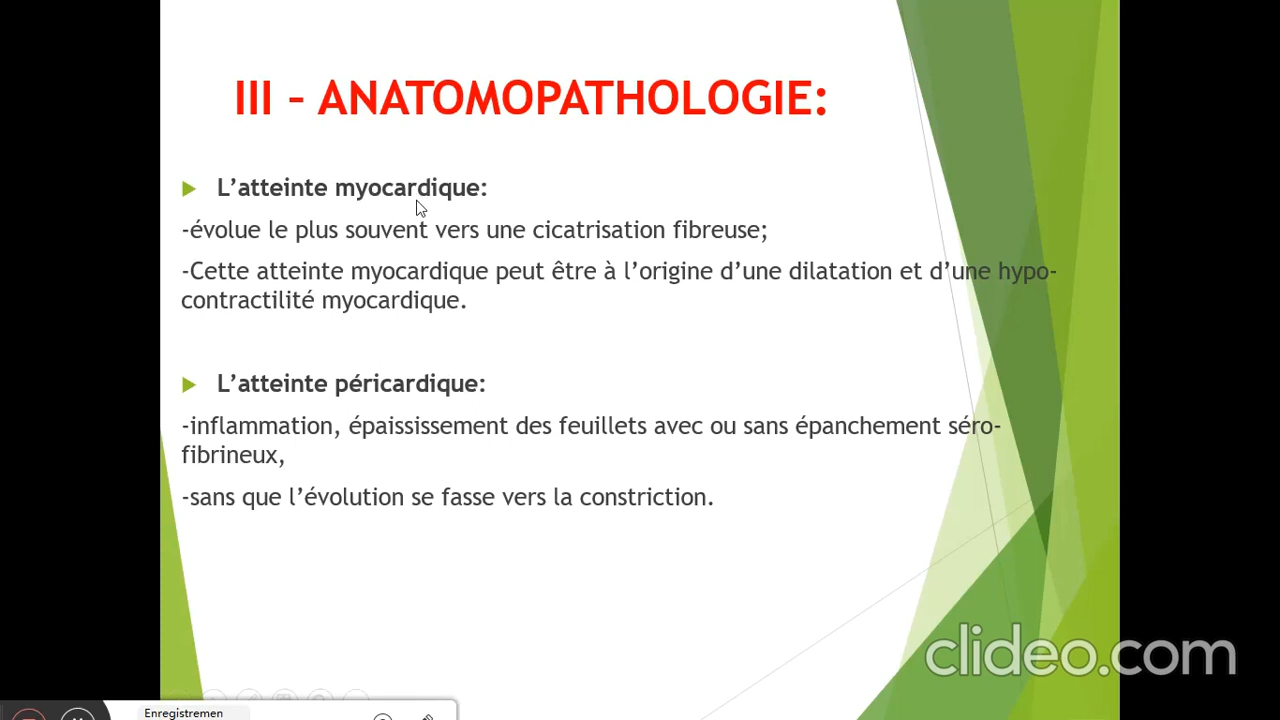 III – ANATOMOPATHOLOGIE:
L’atteinte myocardique:
-évolue le plus souvent vers une cicatrisation fibreuse;
-Cette atteinte myocardique peut être à l’origine d’une dilatation et d’une hypo-
contractilité myocardique.
L’atteinte péricardique:
-inflammation, épaississement des feuillets avec ou sans épanchement séro-
fibrineux,
-sans que l’évolution se fasse vers la constriction.
clideo.com
Enregistremen